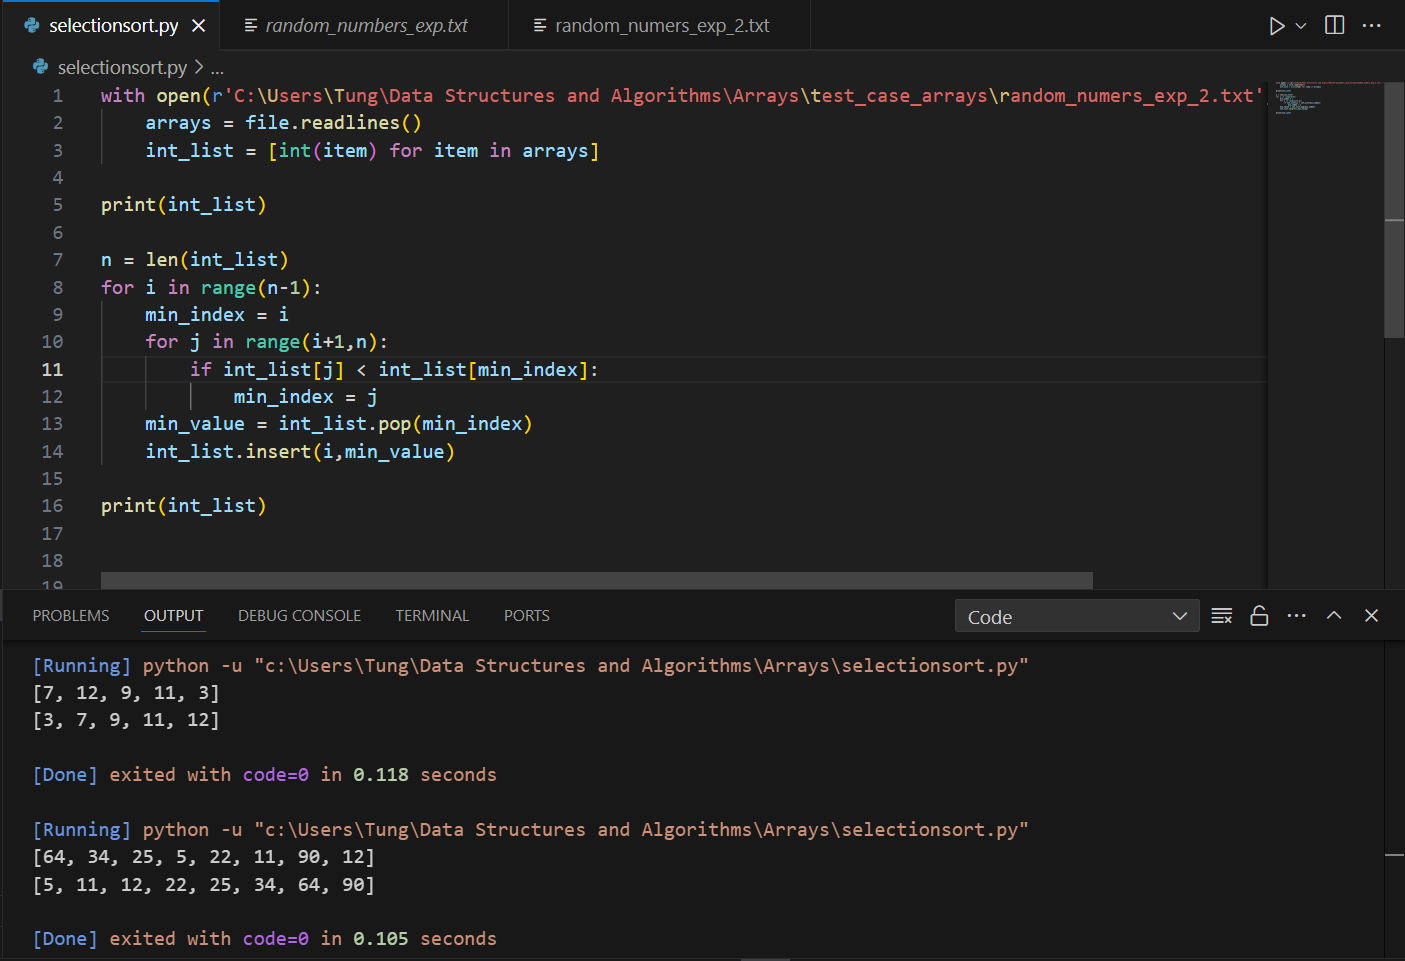 selectionsort.py
random_numbers_exp.txt
random_numers_exp_2.txt
selectionsort.py > ...
1 with open(r'C:\Users\Tung\Data Structures and Algorithms\Arrays\test_case_arrays\random_numers_exp_2.txt'
2 arrays = file.readlines()
3 int_list = [int(item) for item in arrays]
4
5 print(int_list)
6
7 n = len(int_list)
8 for i in range(n-1):
9 min_index = i
10 for j in range(i+1,n):
11 if int_list[j] < int_list[min_index]:
12 min_index = j
13 min_value = int_list.pop(min_index)
14 int_list.insert(i,min_value)
15
16 print(int_list)
17
18
19
PROBLEMS OUTPUT DEBUG CONSOLE TERMINAL PORTS Code
[Running] python -u "c:\Users\Tung\Data Structures and Algorithms\Arrays\selectionsort.py"
[7, 12, 9, 11, 3]
[3, 7, 9, 11, 12]
[Done] exited with code=0 in 0.118 seconds
[Running] python -u "c:\Users\Tung\Data Structures and Algorithms\Arrays\selectionsort.py"
[64, 34, 25, 5, 22, 11, 90, 12]
[5, 11, 12, 22, 25, 34, 64, 90]
[Done] exited with code=0 in 0.105 seconds